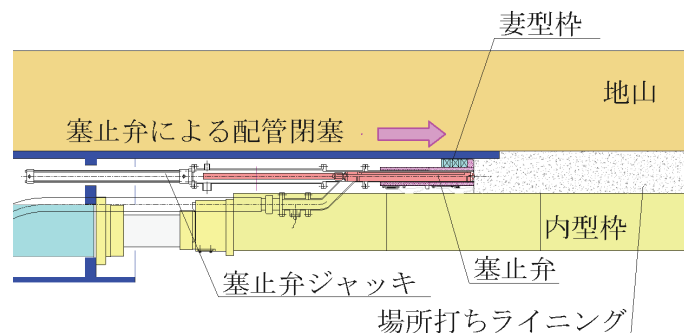 妻型枠
地山
塞止弁による配管閉塞
内型枠
塞止弁
塞止弁ジャッキ
場所打ちライニング